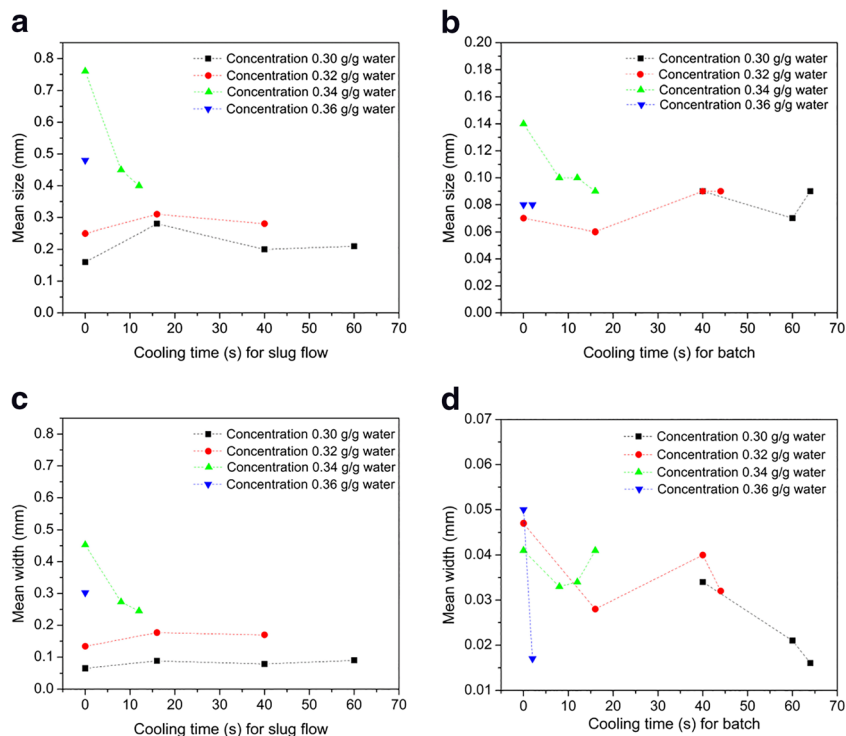 a
0.8
0.7
0.6
0.5
0.4
0.3
0.2
0.1
0.0
Mean size (mm)
Concentration 0.30 g/g water
Concentration 0.32 g/g water
Concentration 0.34 g/g water
Concentration 0.36 g/g water
0 10 20 30 40 50 60 70
Cooling time (s) for slug flow
b
0.20
0.18
0.16
0.14
0.12
0.10
0.08
0.06
0.04
0.02
0.00
Mean size (mm)
Concentration 0.30 g/g water
Concentration 0.32 g/g water
Concentration 0.34 g/g water
Concentration 0.36 g/g water
0 10 20 30 40 50 60 70
Cooling time (s) for batch
c
0.8
0.7
0.6
0.5
0.4
0.3
0.2
0.1
0.0
Mean width (mm)
Concentration 0.30 g/g water
Concentration 0.32 g/g water
Concentration 0.34 g/g water
Concentration 0.36 g/g water
0 10 20 30 40 50 60 70
Cooling time (s) for slug flow
d
0.07
0.06
0.05
0.04
0.03
0.02
0.01
Mean width (mm)
Concentration 0.30 g/g water
Concentration 0.32 g/g water
Concentration 0.34 g/g water
Concentration 0.36 g/g water
0 10 20 30 40 50 60 70
Cooling time (s) for batch